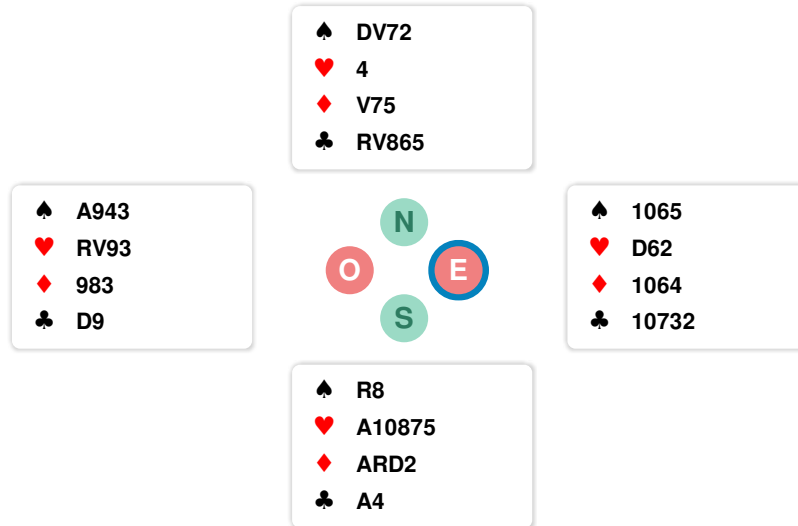 ♠ DV72
♥ 4
♦ V75
♣ RV865
♠ A943
♥ RV93
♦ 983
♣ D9
N
O E
S
♠ 1065
♥ D62
♦ 1064
♣ 10732
♠ R8
♥ A10875
♦ ARD2
♣ A4